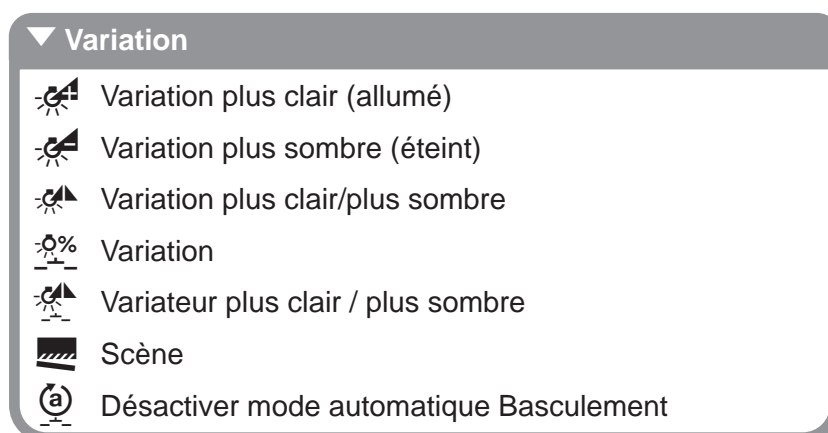 Variation
Variation plus clair (allumé)
Variation plus sombre (éteint)
Variation plus clair/plus sombre
% Variation
Variateur plus clair / plus sombre
Scène
a Désactiver mode automatique Basculement